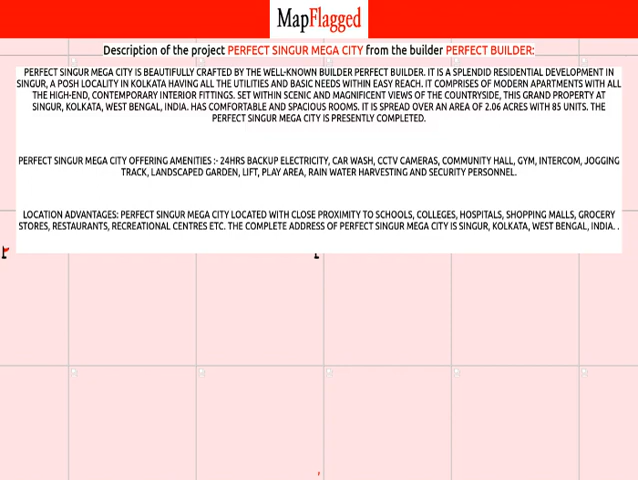 MapFlagged
Description of the project PERFECT SINGUR MEGA CITY from the builder PERFECT BUILDER:
PERFECT SINGUR MEGA CITY IS BEAUTIFULLY CRAFTED BY THE WELL-KNOWN BUILDER PERFECT BUILDER. IT IS A SPLENDID RESIDENTIAL DEVELOPMENT IN
SINGUR, A POSH LOCALITY IN KOLKATA HAVING ALL THE UTILITIES AND BASIC NEEDS WITHIN EASY REACH. IT COMPRISES OF MODERN APARTMENTS WITH ALL
THE HIGH-END, CONTEMPORARY INTERIOR FITTINGS. SET WITHIN SCENIC AND MAGNIFICENT VIEWS OF THE COUNTRYSIDE, THIS GRAND PROPERTY AT
SINGUR, KOLKATA, WEST BENGAL, INDIA. HAS COMFORTABLE AND SPACIOUS ROOMS. IT IS SPREAD OVER AN AREA OF 2.06 ACRES WITH 85 UNITS. THE
PERFECT SINGUR MEGA CITY IS PRESENTLY COMPLETED.
PERFECT SINGUR MEGA CITY OFFERING AMENITIES :- 24HRS BACKUP ELECTRICITY, CAR WASH, CCTV CAMERAS, COMMUNITY HALL, GYM, INTERCOM, JOGGING
TRACK, LANDSCAPED GARDEN, LIFT, PLAY AREA, RAIN WATER HARVESTING AND SECURITY PERSONNEL.
LOCATION ADVANTAGES: PERFECT SINGUR MEGA CITY LOCATED WITH CLOSE PROXIMITY TO SCHOOLS, COLLEGES, HOSPITALS, SHOPPING MALLS, GROCERY
STORES, RESTAURANTS, RECREATIONAL CENTRES ETC. THE COMPLETE ADDRESS OF PERFECT SINGUR MEGA CITY IS SINGUR, KOLKATA, WEST BENGAL, INDIA. .